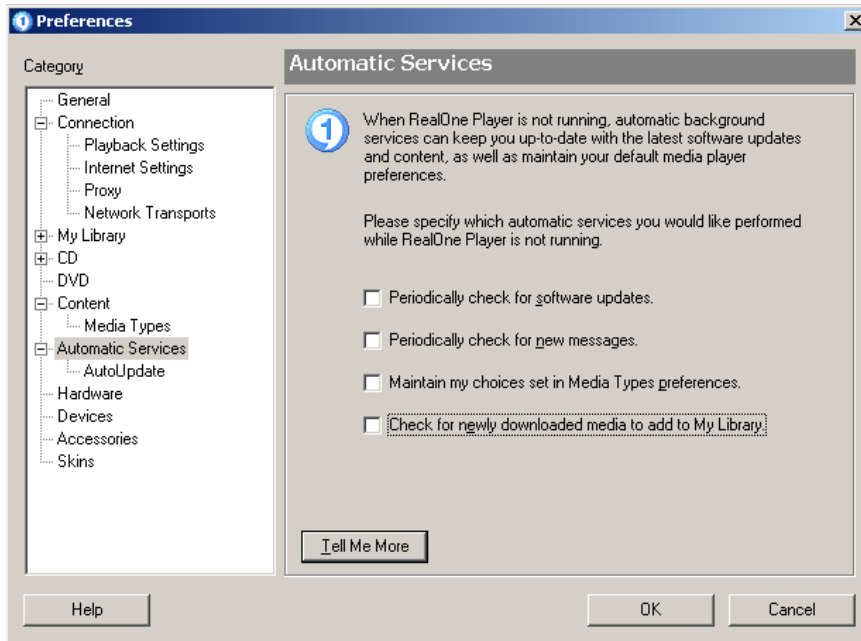 Preferences
Category
General
Connection
Playback Settings
Internet Settings
Proxy
Network Transports
My Library
CD
DVD
Content
Media Types
Automatic Services
AutoUpdate
Hardware
Devices
Accessories
Skins
Automatic Services
1
When RealOne Player is not running, automatic background
services can keep you up-to-date with the latest software updates
and content, as well as maintain your default media player
preferences.
Please specify which automatic services you would like performed
while RealOne Player is not running.
Periodically check for software updates.
Periodically check for new messages.
Maintain my choices set in Media Types preferences.
Check for newly downloaded media to add to My Library.
Tell Me More
Help
OK
Cancel